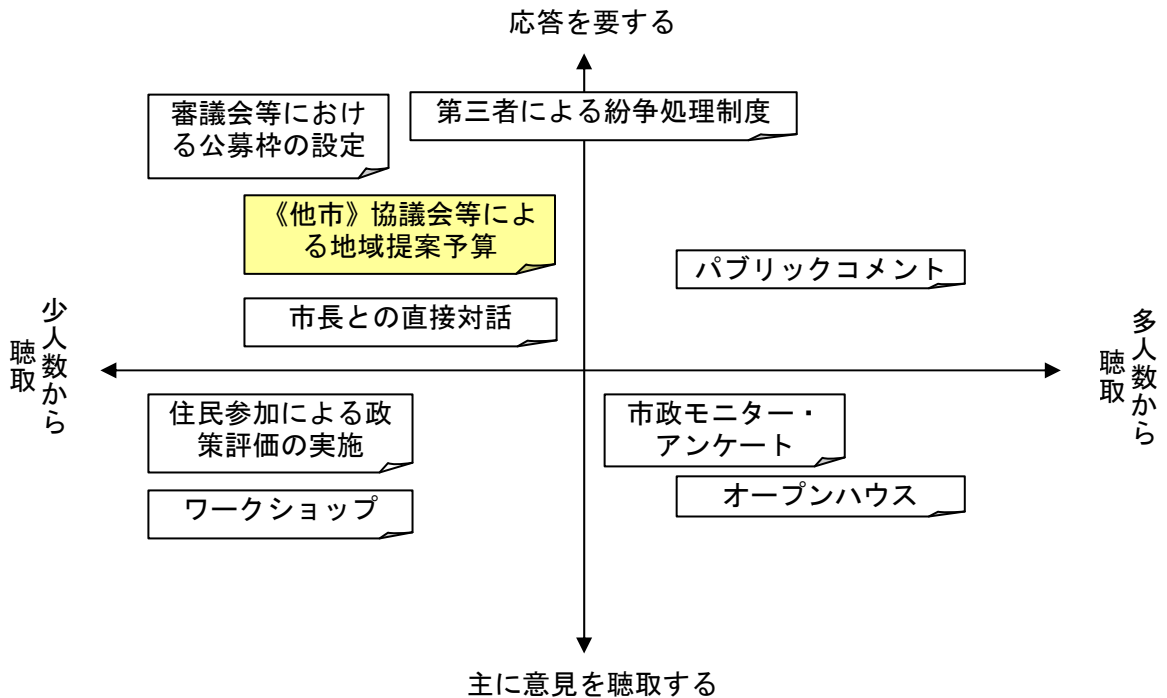 応答を要する
審議会等におけ
る公募枠の設定
第三者による紛争処理制度
《他市》協議会等によ
る地域提案予算
パブリックコメント
市長との直接対話
少人数から
聴取
多人数から
聴取
住民参加による政
策評価の実施
市政モニター・
アンケート
ワークショップ
オープンハウス
主に意見を聴取する